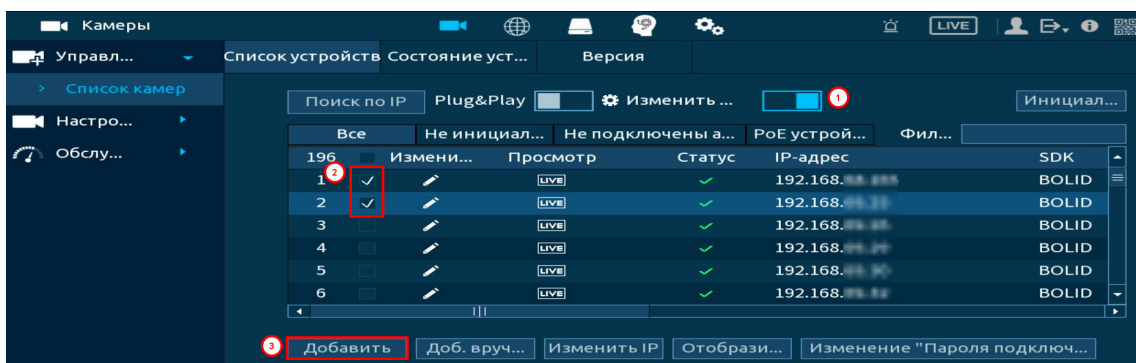 Камеры LIVE
Управл... Список устройств Состояние уст... Версия
> Список камер
Поиск по IP Plug&Play Изменить ... 1 Инициал...
Настро...
Все Не инициал... Не подключены а... PoE устрой... Фил...
Обслу...
196 Измени... Просмотр Статус IP-адрес SDK
2
1 LIVE 192.168. BOLID
2 LIVE 192.168. BOLID
3 LIVE 192.168. BOLID
4 LIVE 192.168. BOLID
5 LIVE 192.168. BOLID
6 LIVE 192.168. BOLID
3 Добавить Доб. вруч... Изменить IP Отобрази... Изменение "Пароля подключ...